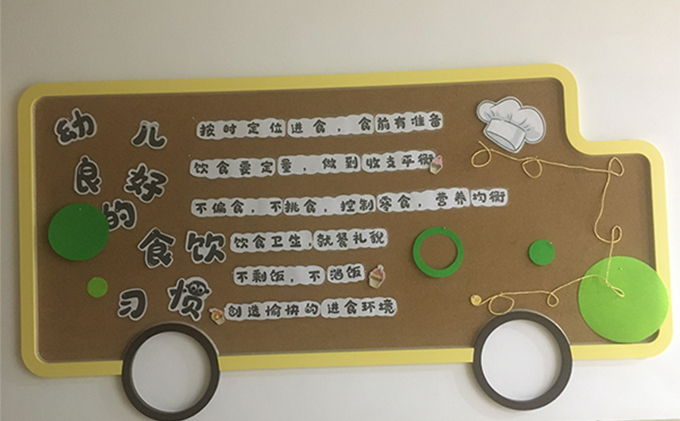 幼儿
良好
的
食饮
习惯
按时定位进食，食前有准备
饮食要定量，做到收支平衡
不偏食，不挑食，控制零食，营养均衡
饮食卫生，就餐礼貌
不剩饭，不洒饭
创造愉快的进食环境